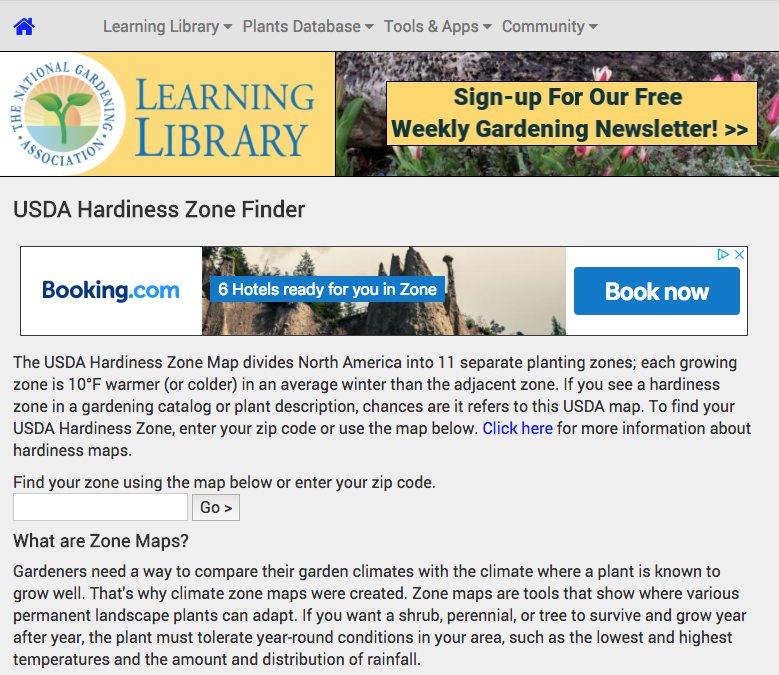 Learning Library Plants Database Tools & Apps Community
THE NATIONAL GARDENING
ASSOCIATION
LEARNING
LIBRARY
Sign-up For Our Free
Weekly Gardening Newsletter! >>
USDA Hardiness Zone Finder
Booking.com
6 Hotels ready for you in Zone
Book now
The USDA Hardiness Zone Map divides North America into 11 separate planting zones; each growing
zone is 10°F warmer (or colder) in an average winter than the adjacent zone. If you see a hardiness
zone in a gardening catalog or plant description, chances are it refers to this USDA map. To find your
USDA Hardiness Zone, enter your zip code or use the map below. Click here for more information about
hardiness maps.
Find your zone using the map below or enter your zip code.
Go >
What are Zone Maps?
Gardeners need a way to compare their garden climates with the climate where a plant is known to
grow well. That's why climate zone maps were created. Zone maps are tools that show where various
permanent landscape plants can adapt. If you want a shrub, perennial, or tree to survive and grow year
after year, the plant must tolerate year-round conditions in your area, such as the lowest and highest
temperatures and the amount and distribution of rainfall.